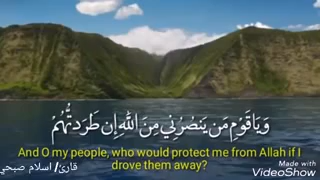 وَيَا قَوْمِ مَن يَنصُرُنِي مِنَ اللَّهِ إِن طَرَدتُّهُمْ
And O my people, who would protect me from Allah if I
drove them away?
قارئ/ اسلام صبحي
Made with
VideoShow